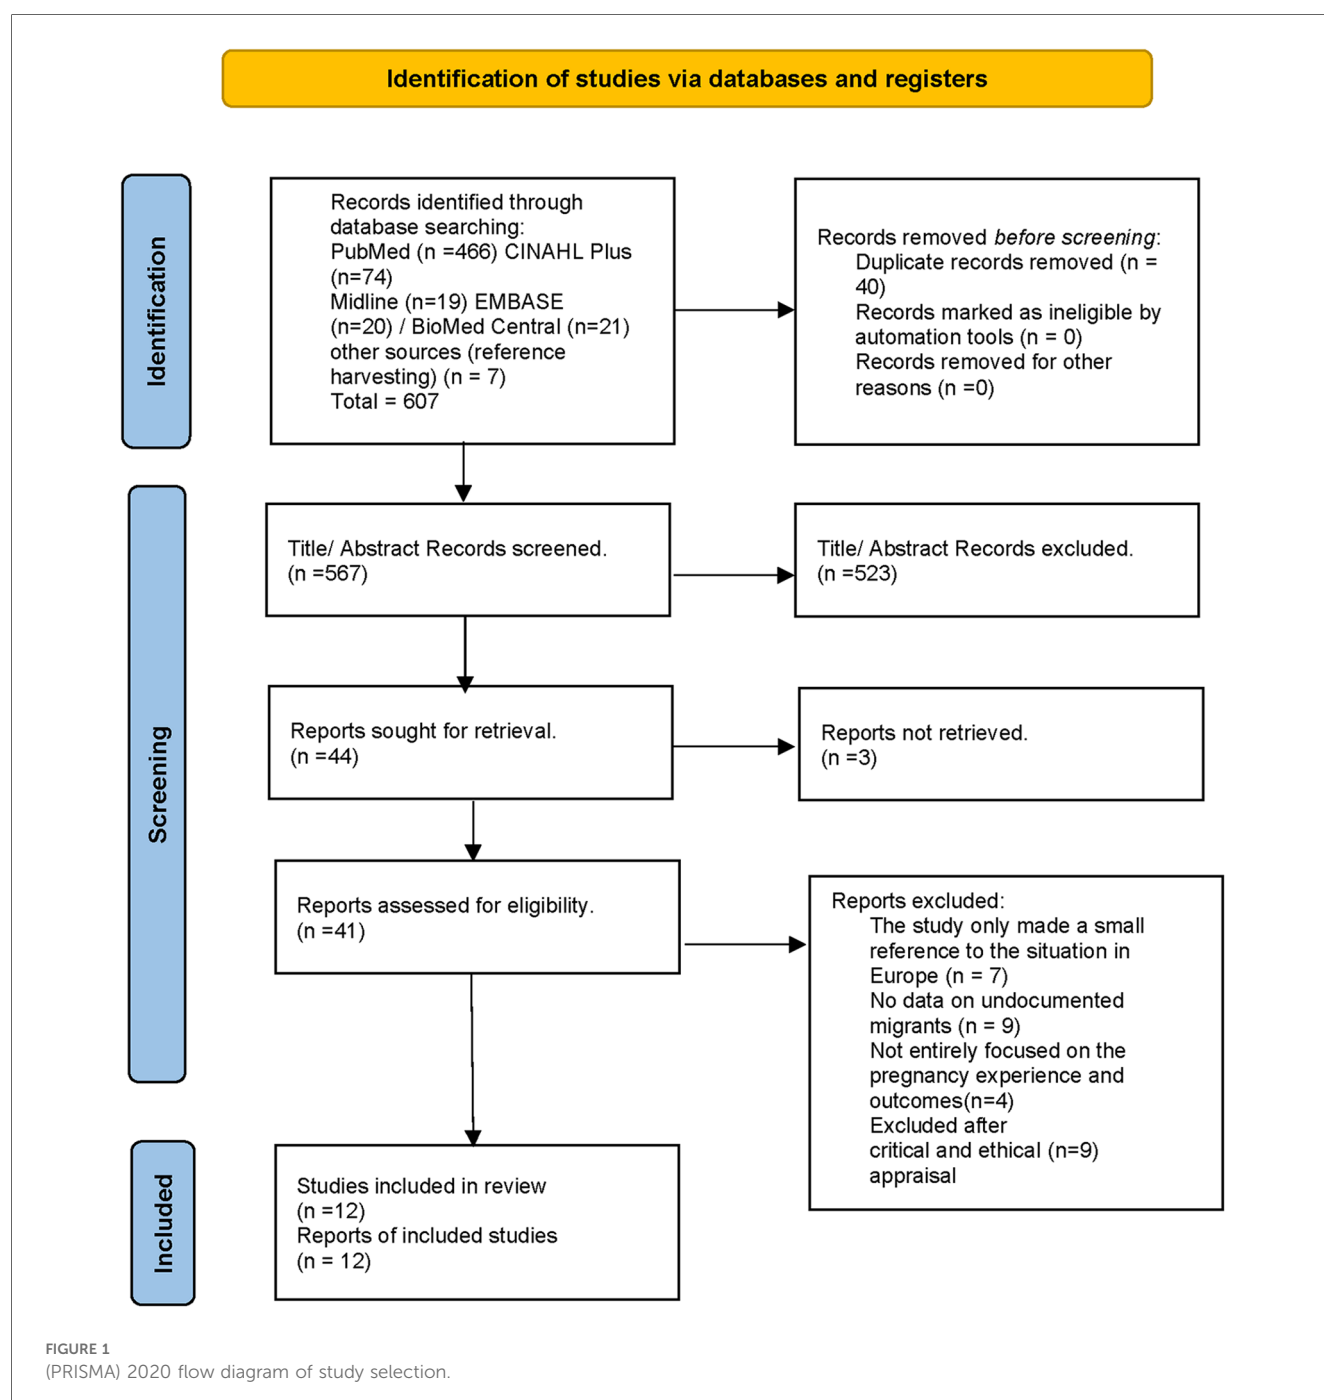 Identification of studies via databases and registers
Identification
Records identified through
database searching:
PubMed (n =466) CINAHL Plus
(n=74)
Midline (n=19) EMBASE
(n=20) / BioMed Central (n=21)
other sources (reference
harvesting) (n = 7)
Total = 607
Records removed before screening:
Duplicate records removed (n =
40)
Records marked as ineligible by
automation tools (n = 0)
Records removed for other
reasons (n =0)
Screening
Title/ Abstract Records screened.
(n =567)
Title/ Abstract Records excluded.
(n =523)
Reports sought for retrieval.
(n =44)
Reports not retrieved.
(n =3)
Reports assessed for eligibility.
(n =41)
Reports excluded:
The study only made a small
reference to the situation in
Europe (n = 7)
No data on undocumented
migrants (n = 9)
Not entirely focused on the
pregnancy experience and
outcomes(n=4)
Excluded after
critical and ethical (n=9)
appraisal
Included
Studies included in review
(n =12)
Reports of included studies
(n = 12)
FIGURE 1
(PRISMA) 2020 flow diagram of study selection.